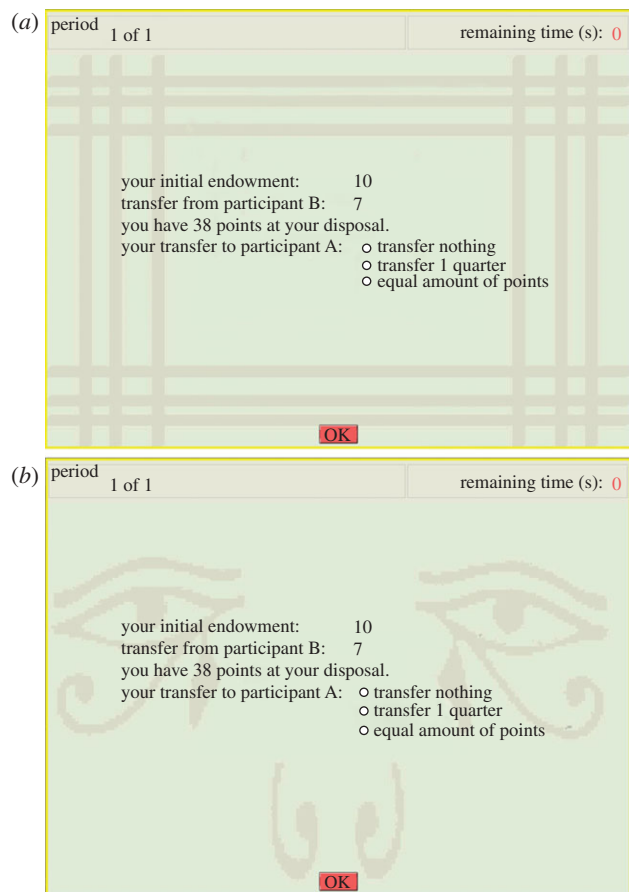 (a)
period 1 of 1 remaining time (s): 0
your initial endowment: 10
transfer from participant B: 7
you have 38 points at your disposal.
your transfer to participant A: transfer nothing
transfer 1 quarter
equal amount of points
OK
(b)
period 1 of 1 remaining time (s): 0
your initial endowment: 10
transfer from participant B: 7
you have 38 points at your disposal.
your transfer to participant A: transfer nothing
transfer 1 quarter
equal amount of points
OK